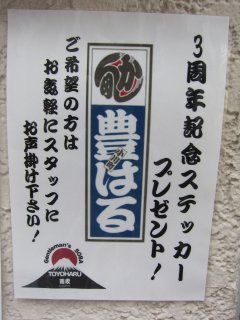 3周年記念ステッカー
プレゼント!
豊はる
ご希望の方は
お気軽にスタッフに
お声掛け下さい!
Gentleman's SOBA
TOYOHARU